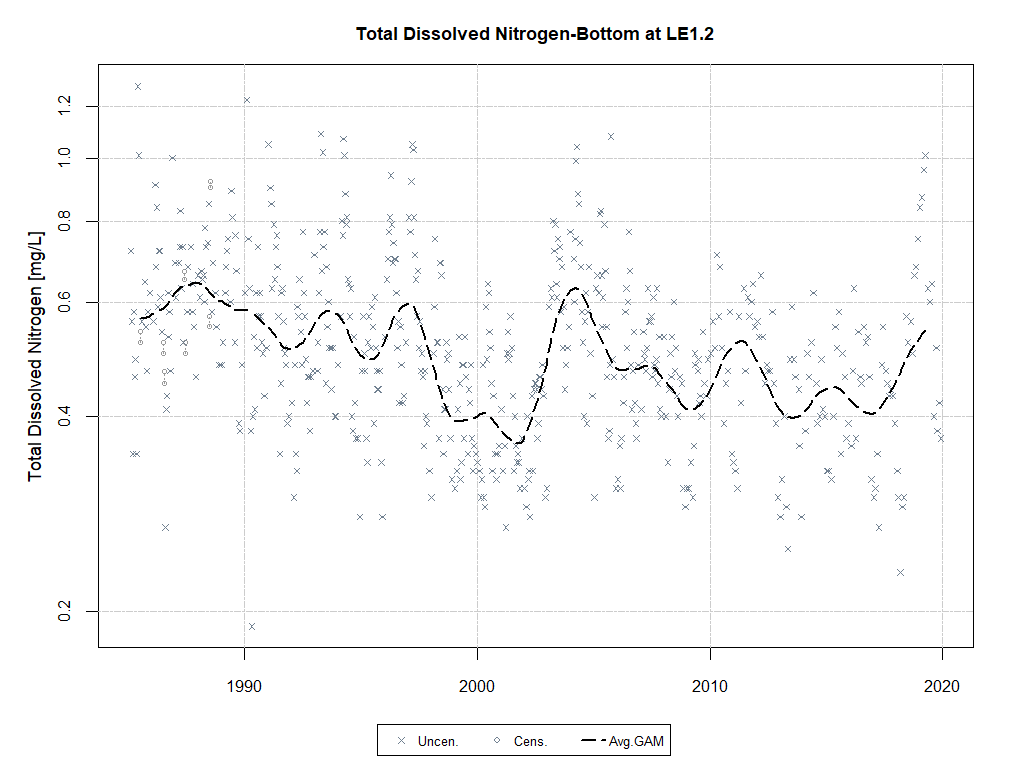 Total Dissolved Nitrogen-Bottom at LE1.2
Total Dissolved Nitrogen [mg/L]
1.2
1.0
0.8
0.6
0.4
0.2
1990 2000 2010 2020
Uncen. Cens. Avg.GAM